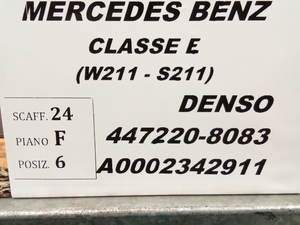 MERCEDES BENZ
CLASSE E
(W211 - S211)
DENSO
447220-8083
A0002342911
SCAFF. 24
PIANO F
POSIZ. 6